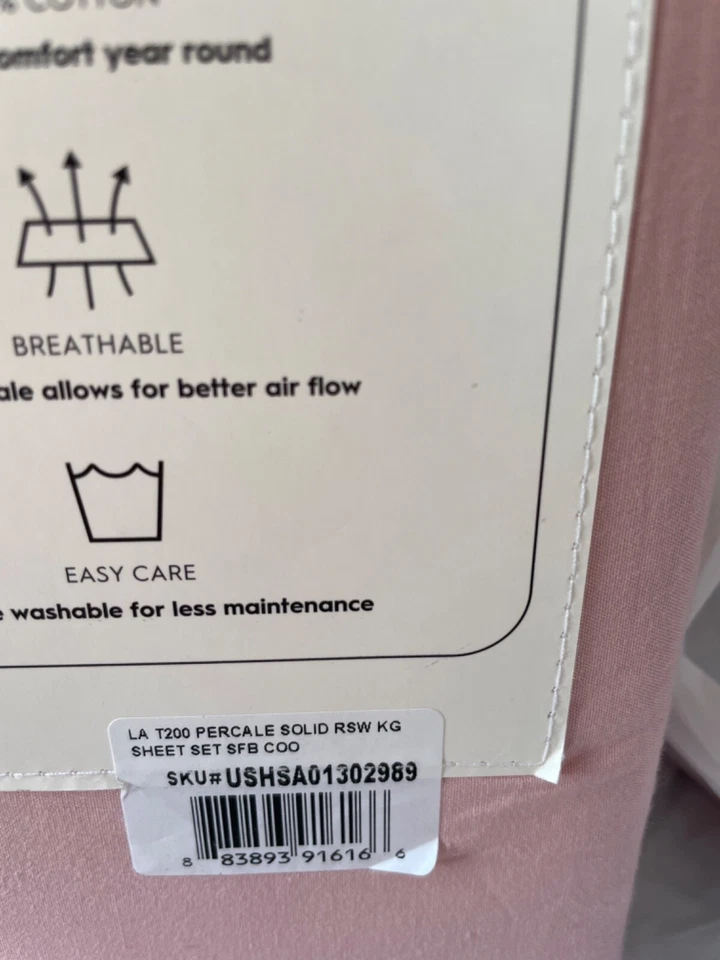 COTTON
omfort year round
BREATHABLE
ale allows for better air flow
EASY CARE
e washable for less maintenance
LA T200 PERCALE SOLID RSW KG
SHEET SET SFB COO
SKU# USHSA01302989
8 83893 91616 6